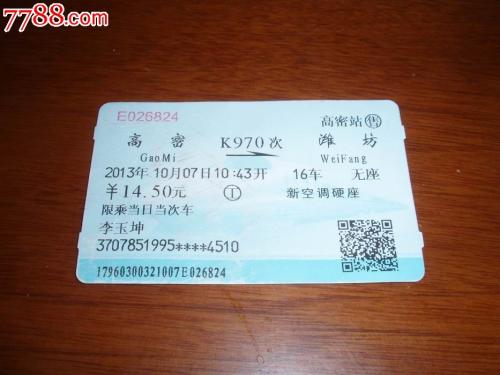 7788.com
E026824 高密站售
高密 K970次 潍坊
GaoMi WeiFang
2013年10月07日10:43开 16车 无座
￥14.50元 ① 新空调硬座
限乘当日当次车
李玉坤
3707851995****4510
17960300321007E026824